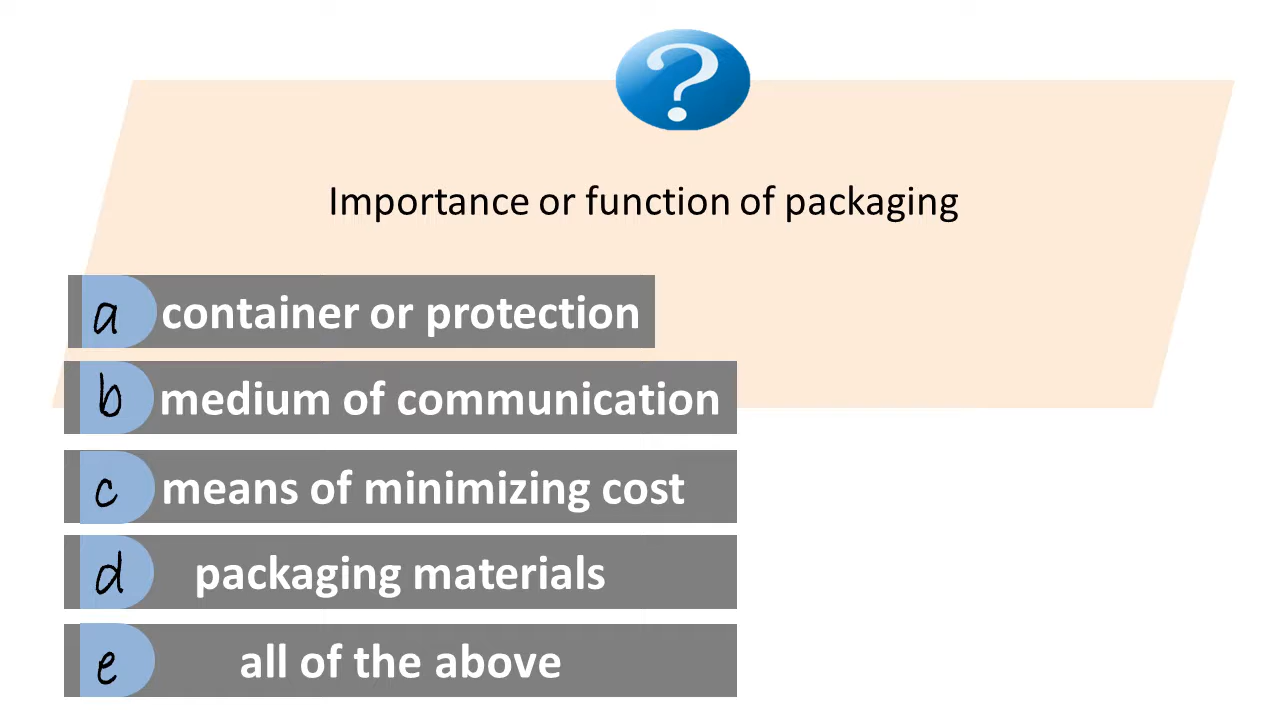 ?
Importance or function of packaging
a container or protection
b medium of communication
c means of minimizing cost
d packaging materials
e all of the above